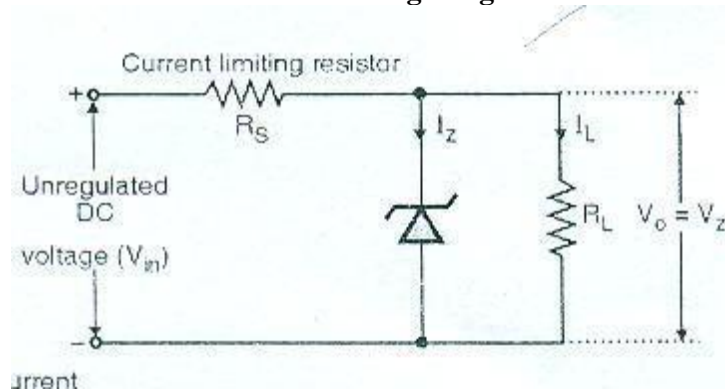 Current limiting resistor
+
R_S
I_Z
I_L
Unregulated
DC
R_L
V_o = V_Z
voltage (V_in)
-
urrent